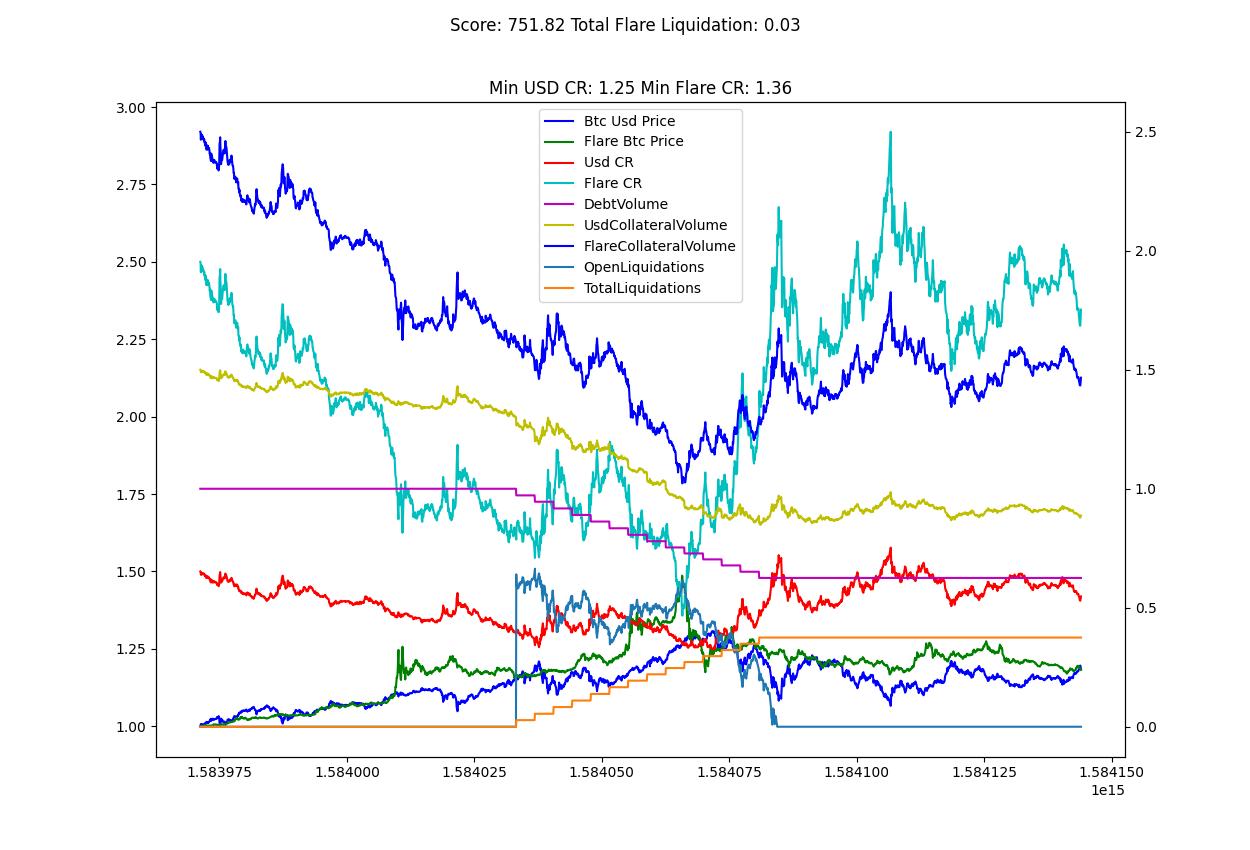 Score: 751.82 Total Flare Liquidation: 0.03
Min USD CR: 1.25 Min Flare CR: 1.36
3.00
2.75
2.50
2.25
2.00
1.75
1.50
1.25
1.00
Btc Usd Price
Flare Btc Price
Usd CR
Flare CR
DebtVolume
UsdCollateralVolume
FlareCollateralVolume
OpenLiquidations
TotalLiquidations
2.5
2.0
1.5
1.0
0.5
0.0
1.583975 1.584000 1.584025 1.584050 1.584075 1.584100 1.584125 1.584150
1e15